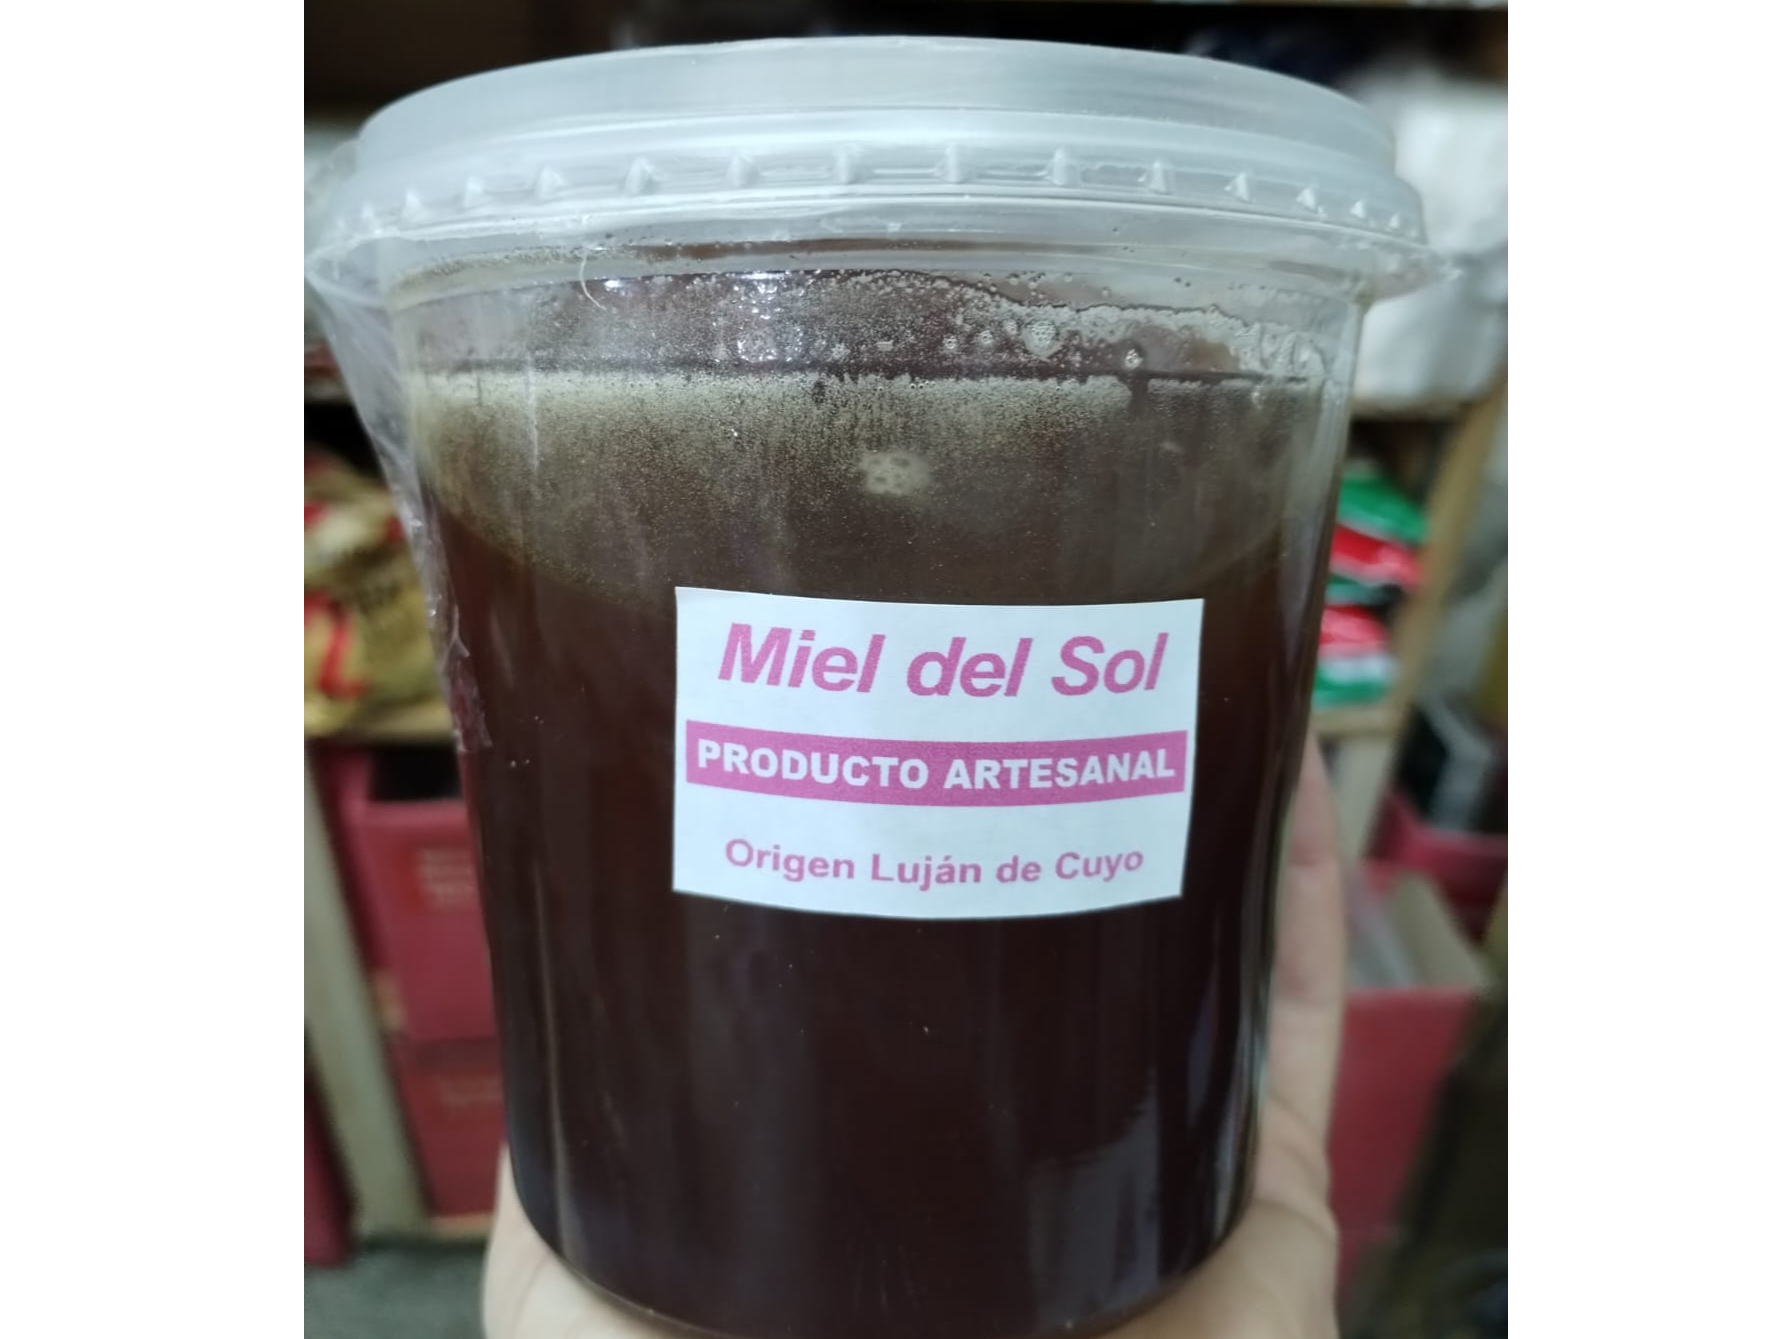 Miel del Sol
PRODUCTO ARTESANAL
Origen Luján de Cuyo